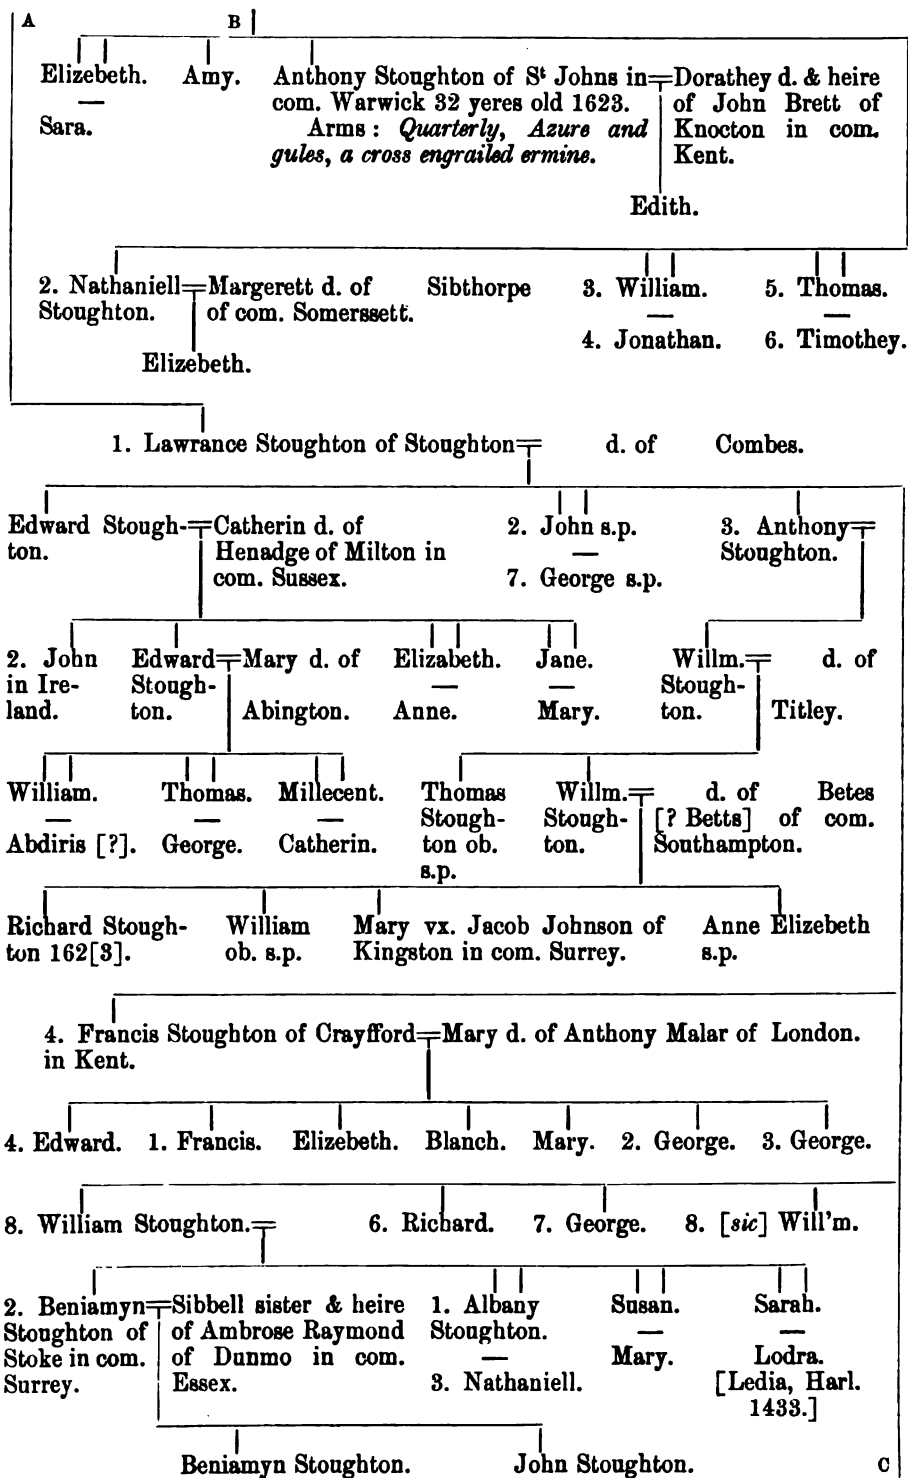 A
B
Elizebeth. Amy. Anthony Stoughton of St Johns in Dorathey d. & heire
— com. Warwick 32 yeres old 1623. of John Brett of
Sara. Arms : Quarterly, Azure and Knocton in com.
gules, a cross engrailed ermine. Kent.
Edith.
2. Nathaniell Margerett d. of Sibthorpe 3. William. 5. Thomas.
Stoughton. of com. Somerssett. — —
4. Jonathan. 6. Timothey.
Elizebeth.
1. Lawrance Stoughton of Stoughton d. of Combes.
Edward Stough- Catherin d. of 2. John s.p. 3. Anthony
ton. Henadge of Milton in — Stoughton.
com. Sussex. 7. George s.p.
2. John Edward Mary d. of Elizabeth. Jane. Willm. d. of
in Ire- Stough- — — Stough-
land. ton. Abington. Anne. Mary. ton. Titley.
William. Thomas. Millecent. Thomas Willm. d. of Betes
— — — Stough- Stough- [? Betts] of com.
Abdiris [?]. George. Catherin. ton ob. ton. Southampton.
s.p.
Richard Stough- William Mary vx. Jacob Johnson of Anne Elizebeth
ton 162[3]. ob. s.p. Kingston in com. Surrey. s.p.
4. Francis Stoughton of Crayfford Mary d. of Anthony Malar of London.
in Kent.
4. Edward. 1. Francis. Elizebeth. Blanch. Mary. 2. George. 3. George.
8. William Stoughton. 6. Richard. 7. George. 8. [sic] Will'm.
2. Beniamyn Sibbell sister & heire 1. Albany Susan. Sarah.
Stoughton of of Ambrose Raymond Stoughton. — —
Stoke in com. of Dunmo in com. — Mary. Lodra.
Surrey. Essex. 3. Nathaniell. [Ledia, Harl.
1433.]
Beniamyn Stoughton. John Stoughton. C